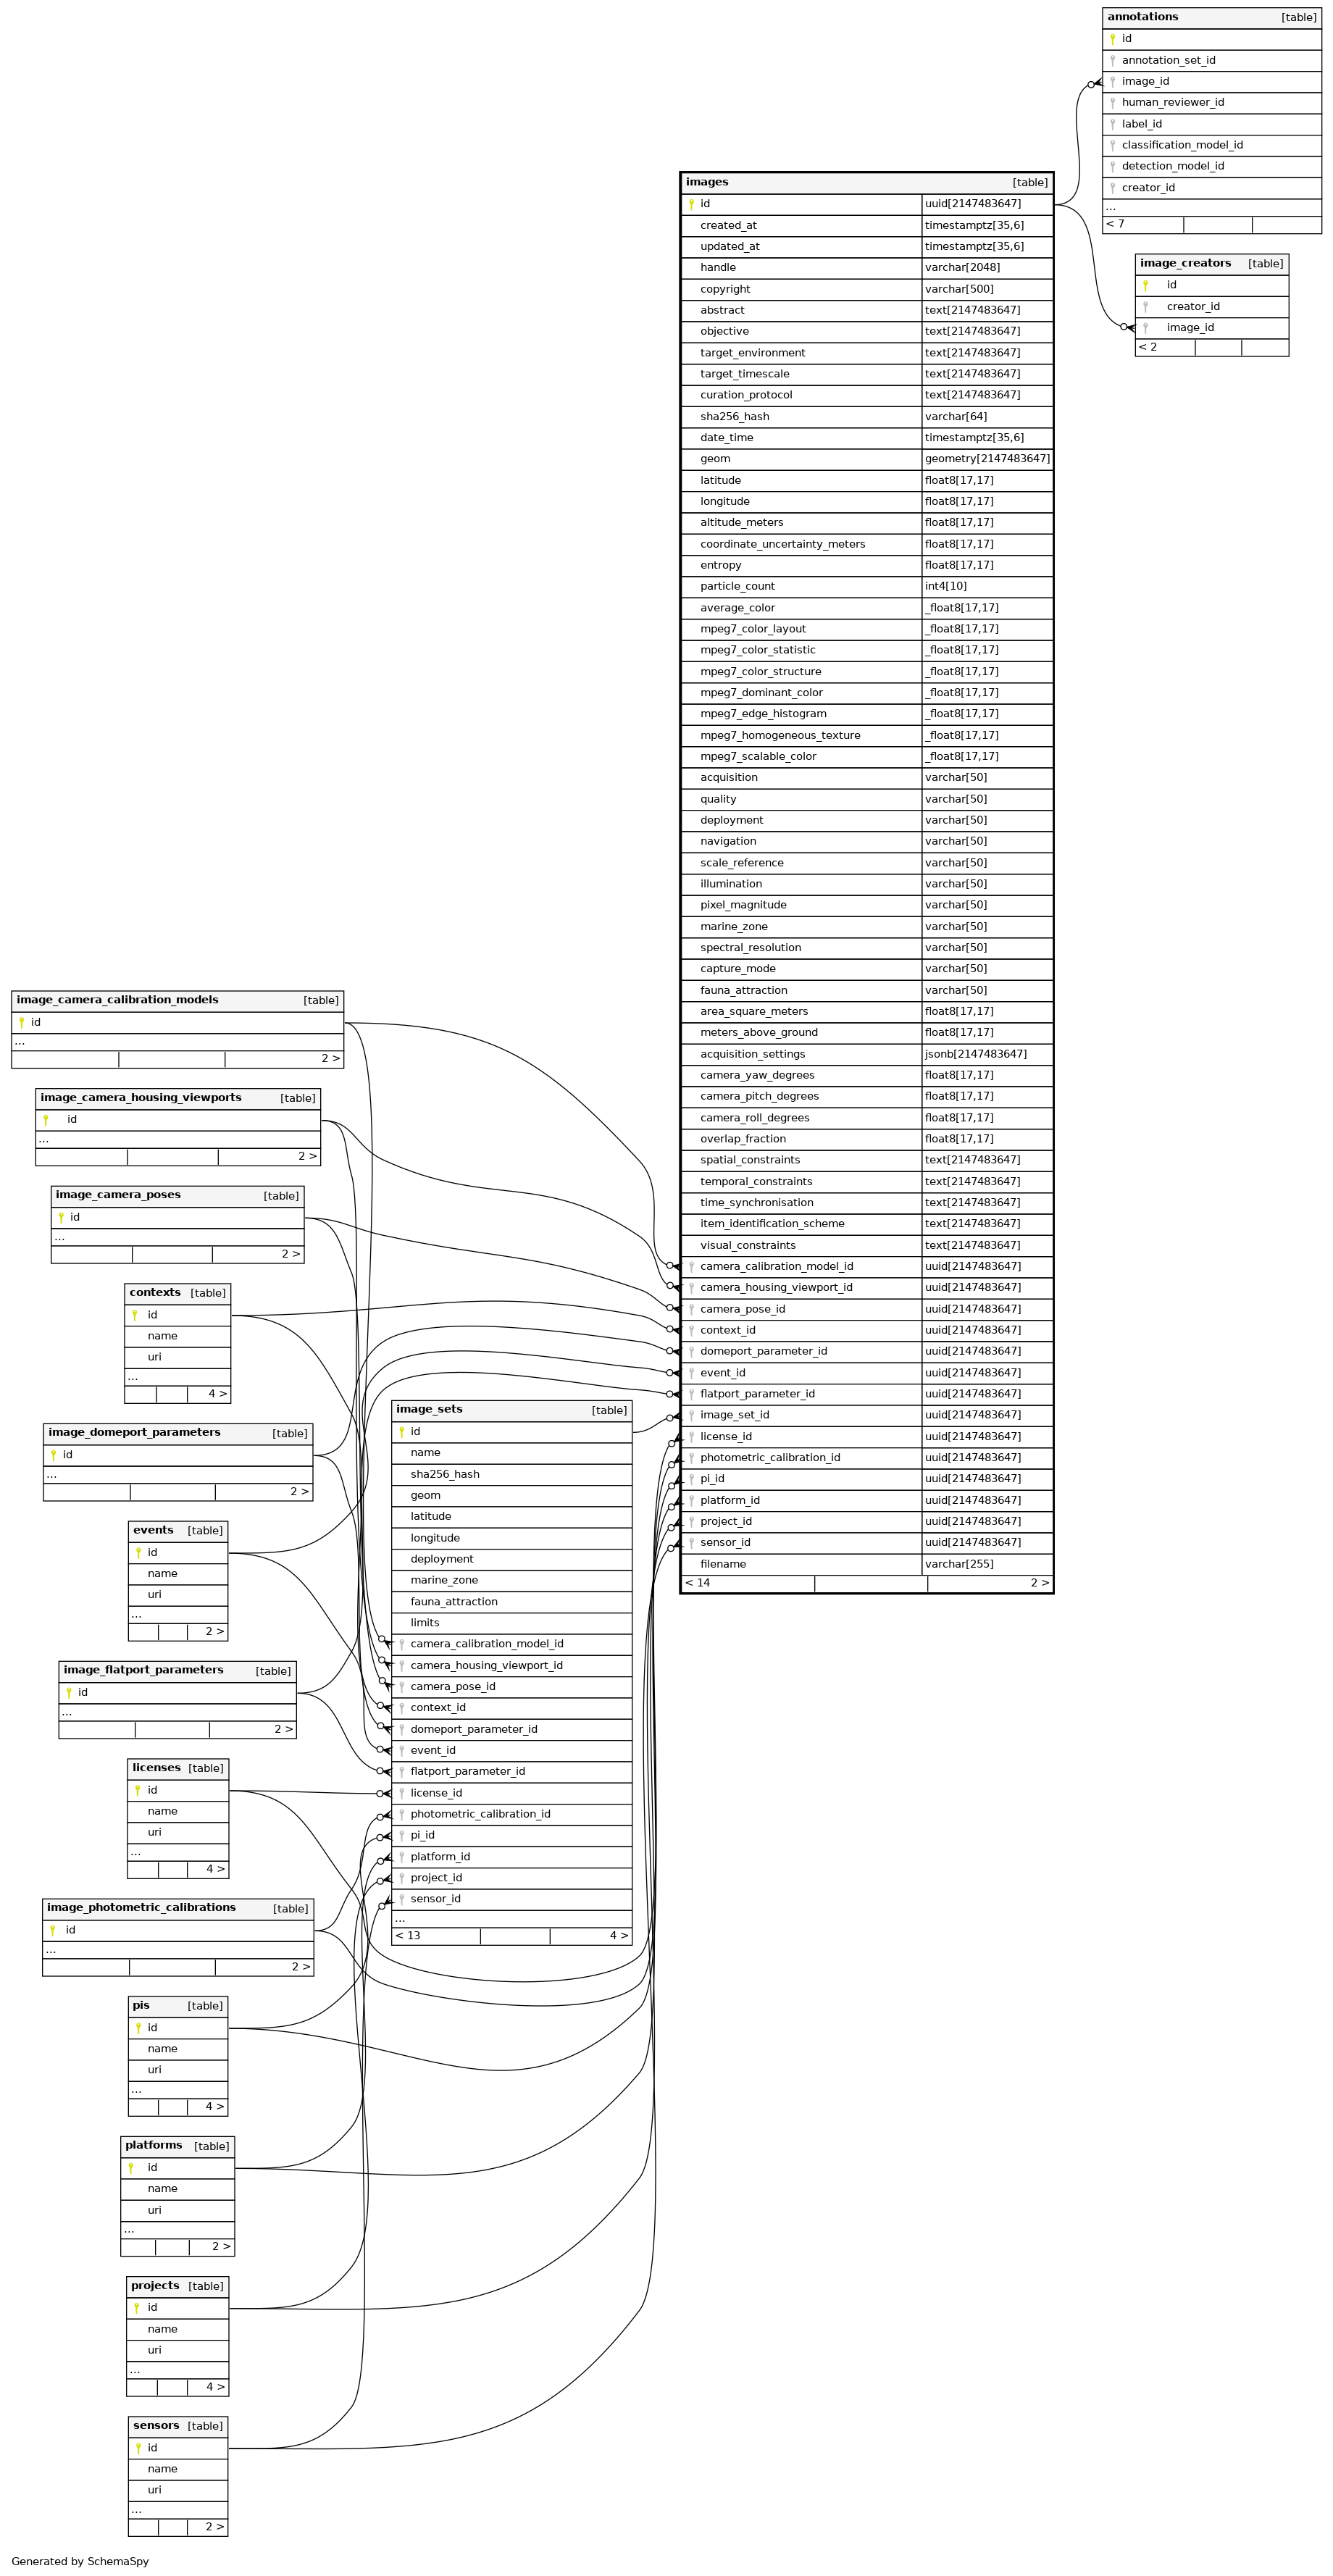 annotations [table]
id
annotation_set_id
image_id
human_reviewer_id
label_id
classification_model_id
detection_model_id
creator_id
...
< 7
image_creators [table]
id
creator_id
image_id
< 2
images [table]
id uuid[2147483647]
created_at timestamptz[35,6]
updated_at timestamptz[35,6]
handle varchar[2048]
copyright varchar[500]
abstract text[2147483647]
objective text[2147483647]
target_environment text[2147483647]
target_timescale text[2147483647]
curation_protocol text[2147483647]
sha256_hash varchar[64]
date_time timestamptz[35,6]
geom geometry[2147483647]
latitude float8[17,17]
longitude float8[17,17]
altitude_meters float8[17,17]
coordinate_uncertainty_meters float8[17,17]
entropy float8[17,17]
particle_count int4[10]
average_color _float8[17,17]
mpeg7_color_layout _float8[17,17]
mpeg7_color_statistic _float8[17,17]
mpeg7_color_structure _float8[17,17]
mpeg7_dominant_color _float8[17,17]
mpeg7_edge_histogram _float8[17,17]
mpeg7_homogeneous_texture _float8[17,17]
mpeg7_scalable_color _float8[17,17]
acquisition varchar[50]
quality varchar[50]
deployment varchar[50]
navigation varchar[50]
scale_reference varchar[50]
illumination varchar[50]
pixel_magnitude varchar[50]
marine_zone varchar[50]
spectral_resolution varchar[50]
capture_mode varchar[50]
fauna_attraction varchar[50]
area_square_meters float8[17,17]
meters_above_ground float8[17,17]
acquisition_settings jsonb[2147483647]
camera_yaw_degrees float8[17,17]
camera_pitch_degrees float8[17,17]
camera_roll_degrees float8[17,17]
overlap_fraction float8[17,17]
spatial_constraints text[2147483647]
temporal_constraints text[2147483647]
time_synchronisation text[2147483647]
item_identification_scheme text[2147483647]
visual_constraints text[2147483647]
camera_calibration_model_id uuid[2147483647]
camera_housing_viewport_id uuid[2147483647]
camera_pose_id uuid[2147483647]
context_id uuid[2147483647]
domeport_parameter_id uuid[2147483647]
event_id uuid[2147483647]
flatport_parameter_id uuid[2147483647]
image_set_id uuid[2147483647]
license_id uuid[2147483647]
photometric_calibration_id uuid[2147483647]
pi_id uuid[2147483647]
platform_id uuid[2147483647]
project_id uuid[2147483647]
sensor_id uuid[2147483647]
filename varchar[255]
< 14 2 >
image_camera_calibration_models [table]
id
...
2 >
image_camera_housing_viewports [table]
id
...
2 >
image_camera_poses [table]
id
...
2 >
contexts [table]
id
name
uri
...
4 >
image_domeport_parameters [table]
id
...
2 >
events [table]
id
name
uri
...
2 >
image_flatport_parameters [table]
id
...
2 >
licenses [table]
id
name
uri
...
4 >
image_photometric_calibrations [table]
id
...
2 >
pis [table]
id
name
uri
...
4 >
platforms [table]
id
name
uri
...
2 >
projects [table]
id
name
uri
...
4 >
sensors [table]
id
name
uri
...
2 >
image_sets [table]
id
name
sha256_hash
geom
latitude
longitude
deployment
marine_zone
fauna_attraction
limits
camera_calibration_model_id
camera_housing_viewport_id
camera_pose_id
context_id
domeport_parameter_id
event_id
flatport_parameter_id
license_id
photometric_calibration_id
pi_id
platform_id
project_id
sensor_id
...
< 13 4 >
Generated by SchemaSpy